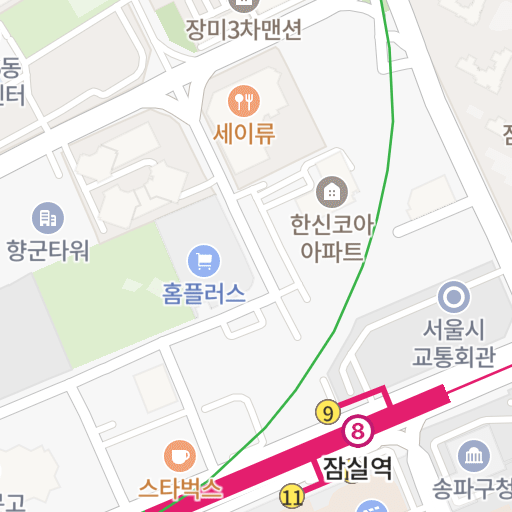 장미3차맨션
동
세이류
한신코아
아파트
향군타워
홈플러스
서울시
교통회관
9
8
잠실역
스타벅스
송파구청
11